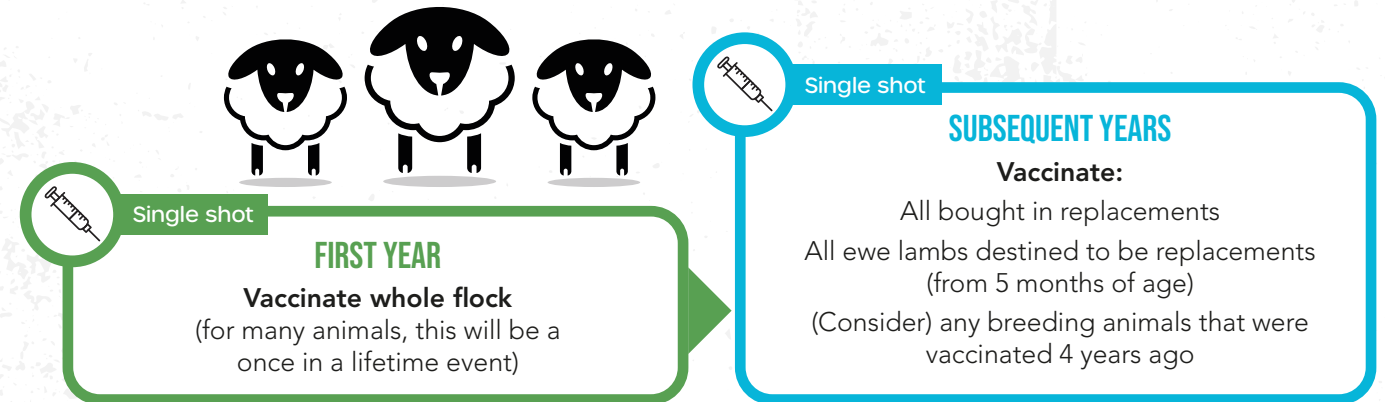 Single shot
FIRST YEAR
Vaccinate whole flock
(for many animals, this will be a
once in a lifetime event)
Single shot
SUBSEQUENT YEARS
Vaccinate:
All bought in replacements
All ewe lambs destined to be replacements
(from 5 months of age)
(Consider) any breeding animals that were
vaccinated 4 years ago